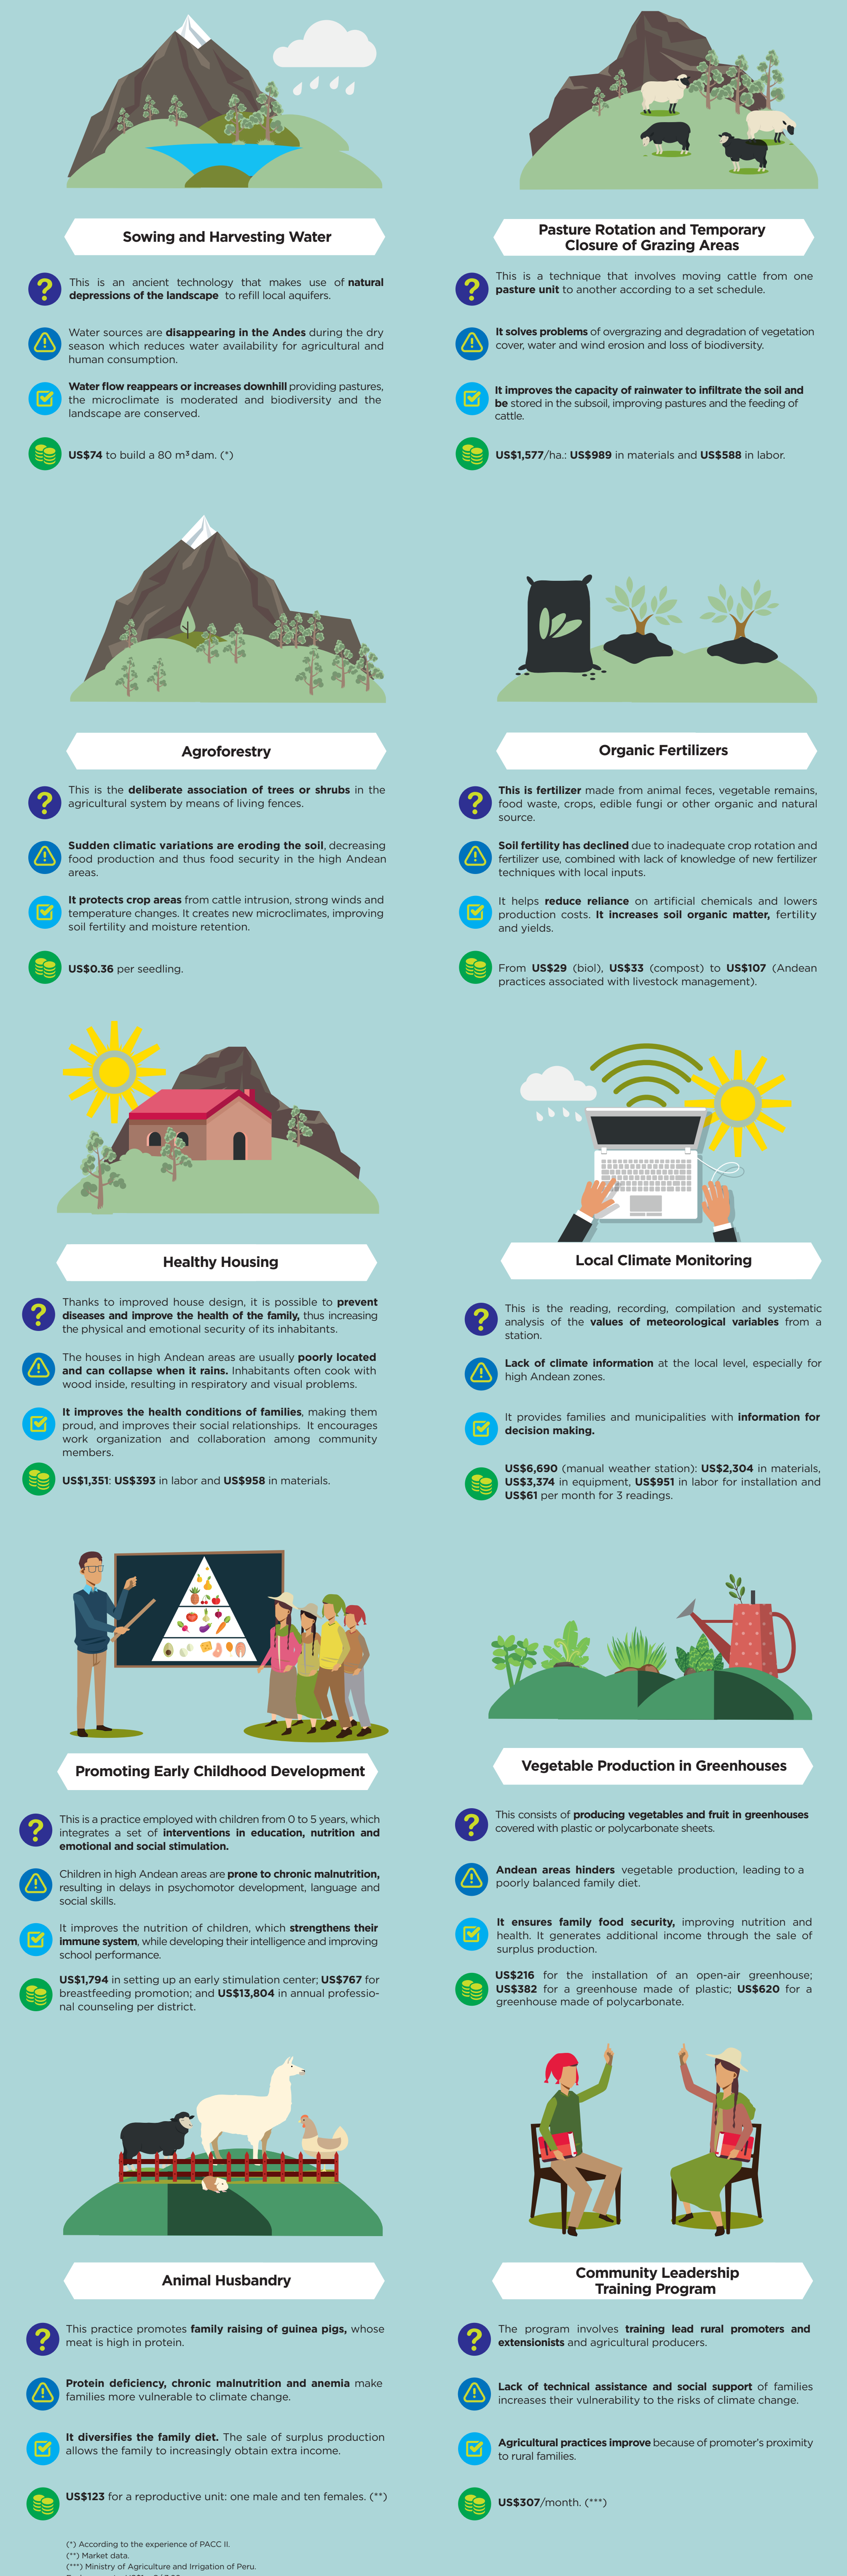 Sowing and Harvesting Water
This is an ancient technology that makes use of natural
depressions of the landscape to refill local aquifers.
Water sources are disappearing in the Andes during the dry
season which reduces water availability for agricultural and
human consumption.
Water flow reappears or increases downhill providing pastures,
the microclimate is moderated and biodiversity and the
landscape are conserved.
US$74 to build a 80 m³ dam. (*)
Pasture Rotation and Temporary
Closure of Grazing Areas
This is a technique that involves moving cattle from one
pasture unit to another according to a set schedule.
It solves problems of overgrazing and degradation of vegetation
cover, water and wind erosion and loss of biodiversity.
It improves the capacity of rainwater to infiltrate the soil and
be stored in the subsoil, improving pastures and the feeding of
cattle.
US$1,577/ha.: US$989 in materials and US$588 in labor.
Agroforestry
This is the deliberate association of trees or shrubs in the
agricultural system by means of living fences.
Sudden climatic variations are eroding the soil, decreasing
food production and thus food security in the high Andean
areas.
It protects crop areas from cattle intrusion, strong winds and
temperature changes. It creates new microclimates, improving
soil fertility and moisture retention.
US$0.36 per seedling.
Organic Fertilizers
This is fertilizer made from animal feces, vegetable remains,
food waste, crops, edible fungi or other organic and natural
source.
Soil fertility has declined due to inadequate crop rotation and
fertilizer use, combined with lack of knowledge of new fertilizer
techniques with local inputs.
It helps reduce reliance on artificial chemicals and lowers
production costs. It increases soil organic matter, fertility
and yields.
From US$29 (biol), US$33 (compost) to US$107 (Andean
practices associated with livestock management).
Healthy Housing
Thanks to improved house design, it is possible to prevent
diseases and improve the health of the family, thus increasing
the physical and emotional security of its inhabitants.
The houses in high Andean areas are usually poorly located
and can collapse when it rains. Inhabitants often cook with
wood inside, resulting in respiratory and visual problems.
It improves the health conditions of families, making them
proud, and improves their social relationships. It encourages
work organization and collaboration among community
members.
US$1,351: US$393 in labor and US$958 in materials.
Local Climate Monitoring
This is the reading, recording, compilation and systematic
analysis of the values of meteorological variables from a
station.
Lack of climate information at the local level, especially for
high Andean zones.
It provides families and municipalities with information for
decision making.
US$6,690 (manual weather station): US$2,304 in materials,
US$3,374 in equipment, US$951 in labor for installation and
US$61 per month for 3 readings.
Promoting Early Childhood Development
This is a practice employed with children from 0 to 5 years, which
integrates a set of interventions in education, nutrition and
emotional and social stimulation.
Children in high Andean areas are prone to chronic malnutrition,
resulting in delays in psychomotor development, language and
social skills.
It improves the nutrition of children, which strengthens their
immune system, while developing their intelligence and improving
school performance.
US$1,794 in setting up an early stimulation center; US$767 for
breastfeeding promotion; and US$13,804 in annual professio-
nal counseling per district.
Vegetable Production in Greenhouses
This consists of producing vegetables and fruit in greenhouses
covered with plastic or polycarbonate sheets.
Andean areas hinders vegetable production, leading to a
poorly balanced family diet.
It ensures family food security, improving nutrition and
health. It generates additional income through the sale of
surplus production.
US$216 for the installation of an open-air greenhouse;
US$382 for a greenhouse made of plastic; US$620 for a
greenhouse made of polycarbonate.
Animal Husbandry
This practice promotes family raising of guinea pigs, whose
meat is high in protein.
Protein deficiency, chronic malnutrition and anemia make
families more vulnerable to climate change.
It diversifies the family diet. The sale of surplus production
allows the family to increasingly obtain extra income.
US$123 for a reproductive unit: one male and ten females. (**)
Community Leadership
Training Program
The program involves training lead rural promoters and
extensionists and agricultural producers.
Lack of technical assistance and social support of families
increases their vulnerability to the risks of climate change.
Agricultural practices improve because of promoter's proximity
to rural families.
US$307/month. (***)
(*) According to the experience of PACC II.
(**) Market data.
(***) Ministry of Agriculture and Irrigation of Peru.